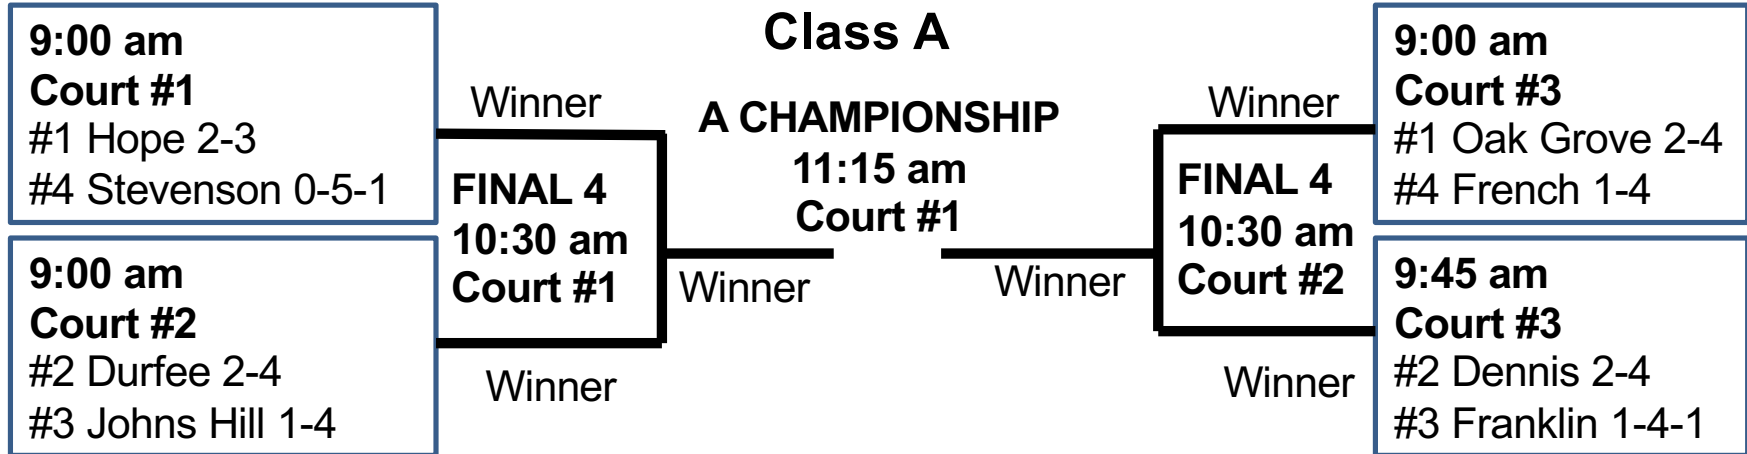 Class A
9:00 am
Court #1
#1 Hope 2-3
#4 Stevenson 0-5-1
9:00 am
Court #2
#2 Durfee 2-4
#3 Johns Hill 1-4
Winner
FINAL 4
10:30 am
Court #1
Winner
Winner
A CHAMPIONSHIP
11:15 am
Court #1
Winner
Winner
FINAL 4
10:30 am
Court #2
Winner
9:00 am
Court #3
#1 Oak Grove 2-4
#4 French 1-4
9:45 am
Court #3
#2 Dennis 2-4
#3 Franklin 1-4-1